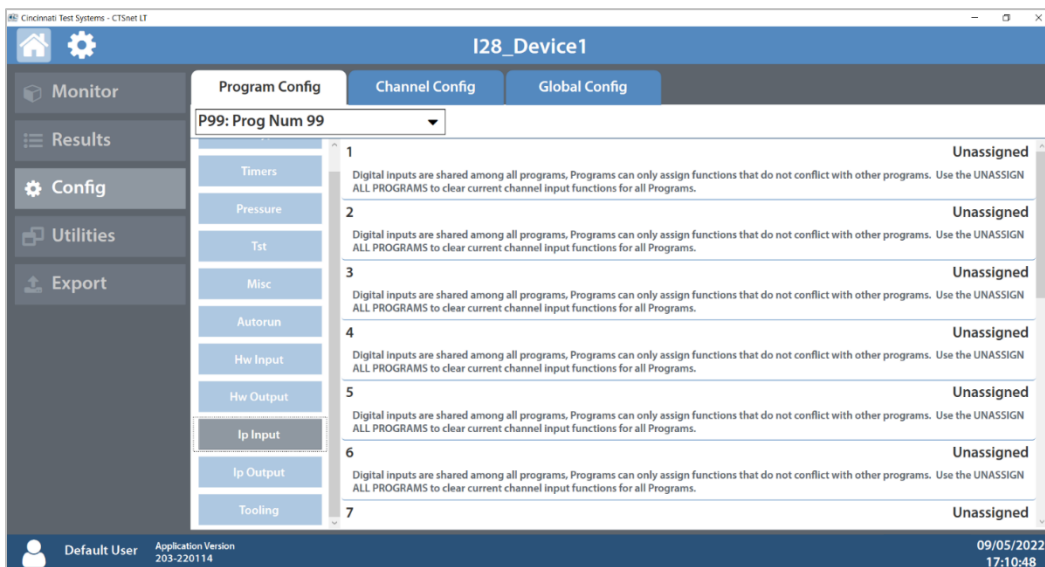 Cincinnati Test Systems - CTSnet LT
I28_Device1
Monitor
Results
Config
Utilities
Export
Program Config
Channel Config
Global Config
P99: Prog Num 99
Timers
Pressure
Tst
Misc
Autorun
Hw Input
Hw Output
Ip Input
Ip Output
Tooling
1 Unassigned
Digital inputs are shared among all programs, Programs can only assign functions that do not conflict with other programs. Use the UNASSIGN
ALL PROGRAMS to clear current channel input functions for all Programs.
2 Unassigned
Digital inputs are shared among all programs, Programs can only assign functions that do not conflict with other programs. Use the UNASSIGN
ALL PROGRAMS to clear current channel input functions for all Programs.
3 Unassigned
Digital inputs are shared among all programs, Programs can only assign functions that do not conflict with other programs. Use the UNASSIGN
ALL PROGRAMS to clear current channel input functions for all Programs.
4 Unassigned
Digital inputs are shared among all programs, Programs can only assign functions that do not conflict with other programs. Use the UNASSIGN
ALL PROGRAMS to clear current channel input functions for all Programs.
5 Unassigned
Digital inputs are shared among all programs, Programs can only assign functions that do not conflict with other programs. Use the UNASSIGN
ALL PROGRAMS to clear current channel input functions for all Programs.
6 Unassigned
Digital inputs are shared among all programs, Programs can only assign functions that do not conflict with other programs. Use the UNASSIGN
ALL PROGRAMS to clear current channel input functions for all Programs.
7 Unassigned
Default User
Application Version
203-220114
09/05/2022
17:10:48